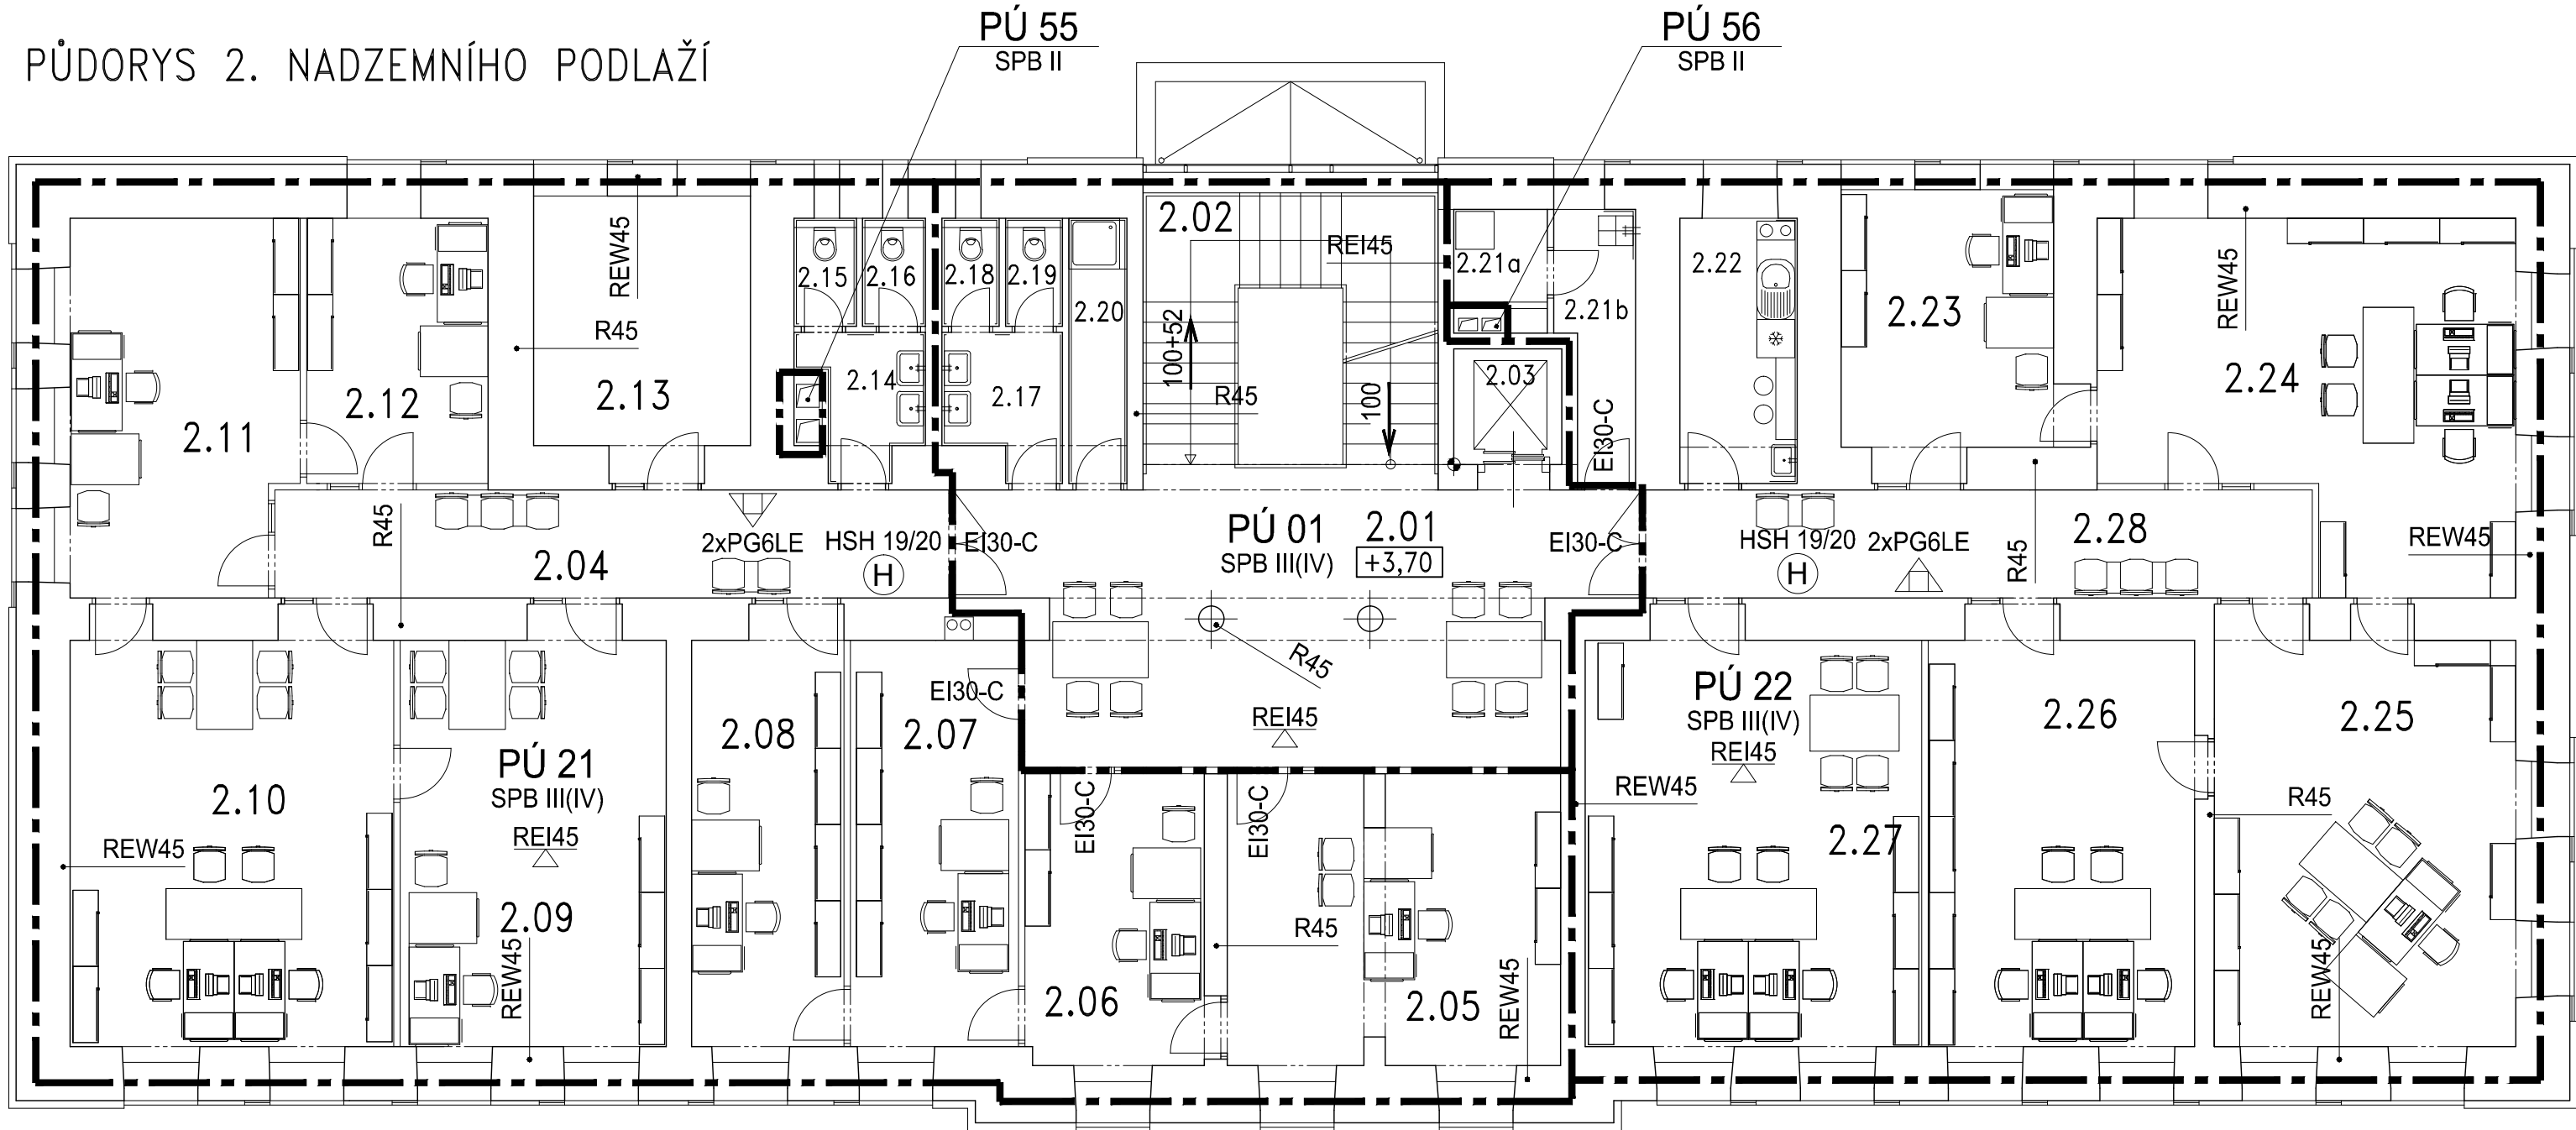 PÚ 55
SPB II
PÚ 56
SPB II
PŮDORYS 2. NADZEMNÍHO PODLAŽÍ
2.02
REI45
REW45
REW45
2.15
2.16
2.18
2.19
2.21a
2.22
2.20
2.21b
2.23
R45
100+52
2.11
2.12
2.13
2.14
2.17
R45
100
2.03
EI30-C
2.24
R45
2.04
2xPG6LE
HSH 19/20
H
EI30-C
PÚ 01
SPB III(IV)
2.01
+3,70
EI30-C
HSH 19/20
H
2xPG6LE
R45
2.28
REW45
R45
EI30-C
REI45
PÚ 22
SPB III(IV)
REI45
2.08
2.07
2.26
2.25
PÚ 21
SPB III(IV)
REI45
2.10
REW45
2.09
REW45
EI30-C
EI30-C
REW45
2.27
R45
R45
2.06
2.05
REW45
REW45